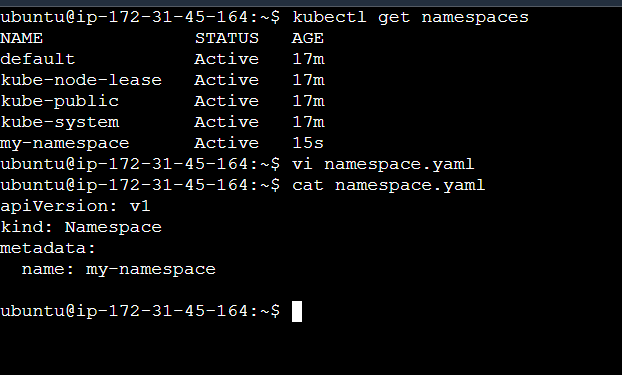 ubuntu@ip-172-31-45-164:~$ kubectl get namespaces
NAME              STATUS   AGE
default           Active   17m
kube-node-lease   Active   17m
kube-public       Active   17m
kube-system       Active   17m
my-namespace      Active   15s
ubuntu@ip-172-31-45-164:~$ vi namespace.yaml
ubuntu@ip-172-31-45-164:~$ cat namespace.yaml
apiVersion: v1
kind: Namespace
metadata:
  name: my-namespace

ubuntu@ip-172-31-45-164:~$